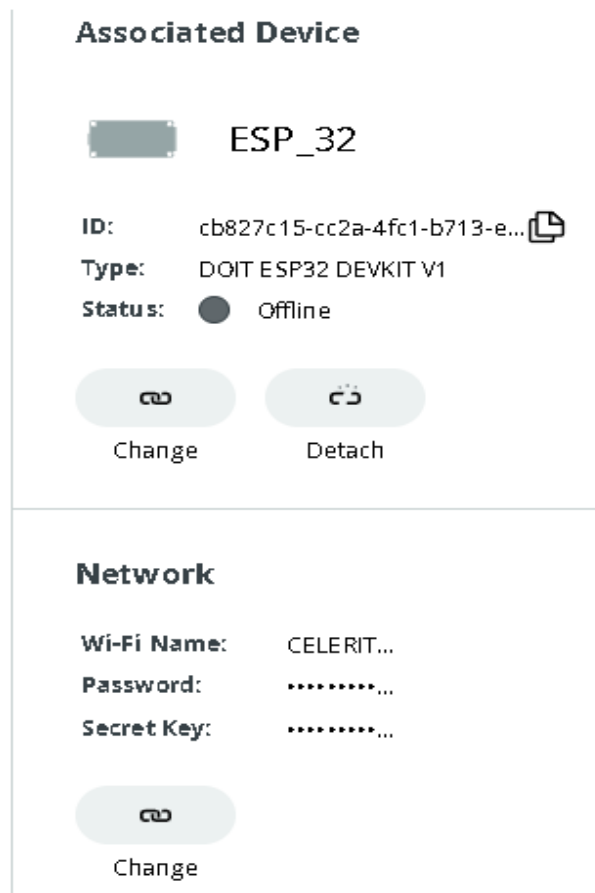 Associated Device
ESP_32
ID: cb827c15-cc2a-4fc1-b713-e...
Type: DOIT ESP32 DEVKIT V1
Status: Offline
Change Detach
Network
Wi-Fi Name: CELERIT...
Password: •••••••••...
Secret Key: •••••••••...
Change